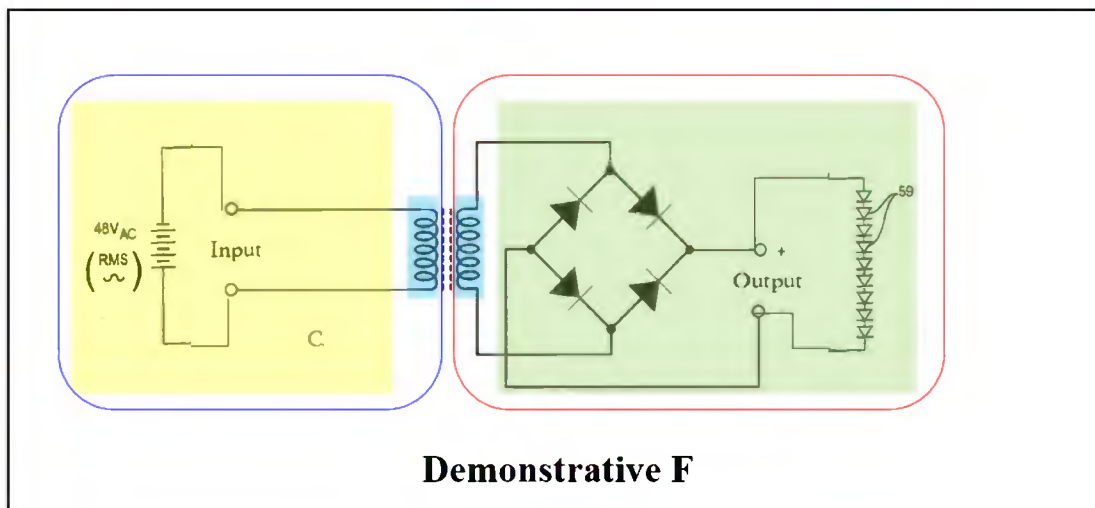 48VAC
(RMS
∼)
Input
C.
+
Output
59
Demonstrative F